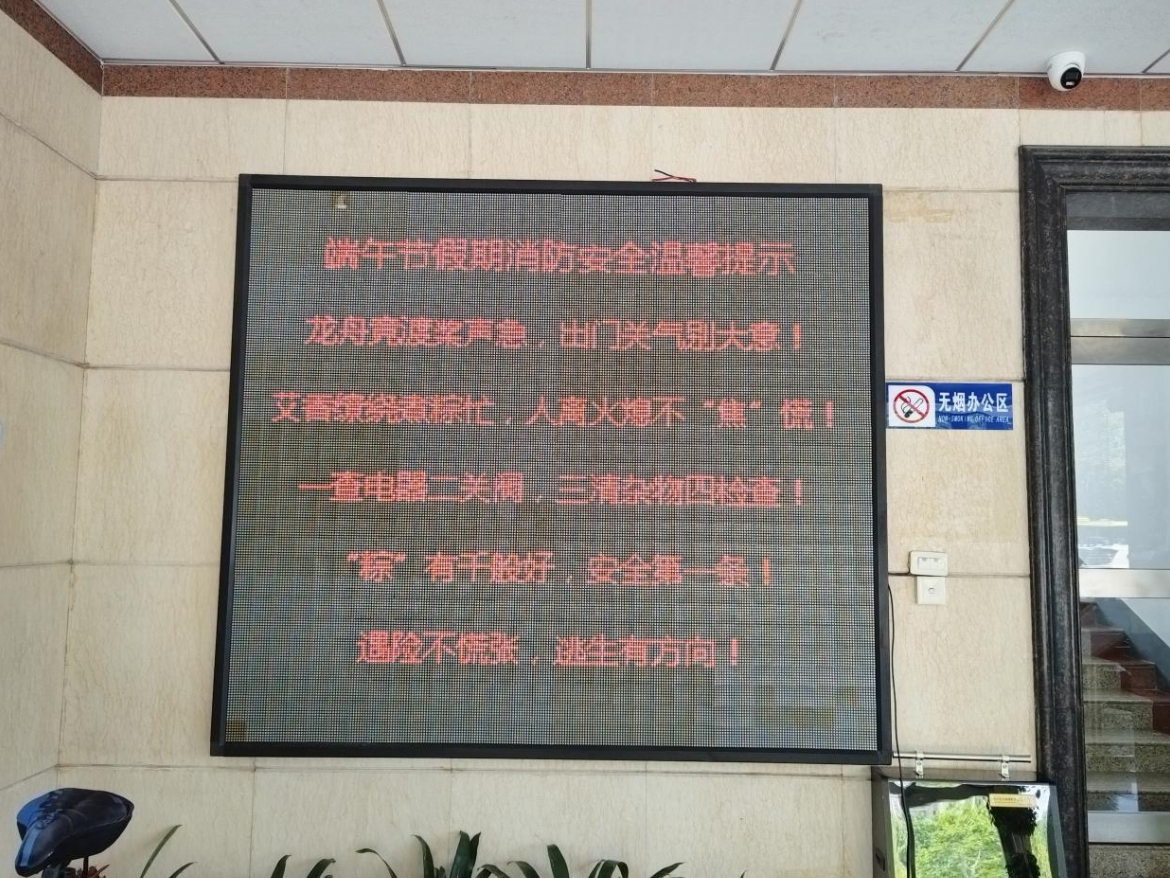 端午节假期消防安全温馨提示
龙舟竞渡桨声急，出门关气别大意！
艾香缭绕煮粽忙，人离火熄不“焦”慌！
一查电器二关阀，三清杂物四检查！
“粽”有千般好，安全第一条！
遇险不慌张，逃生有方向！
无烟办公区
NON-SMOKING OFFICE AREA